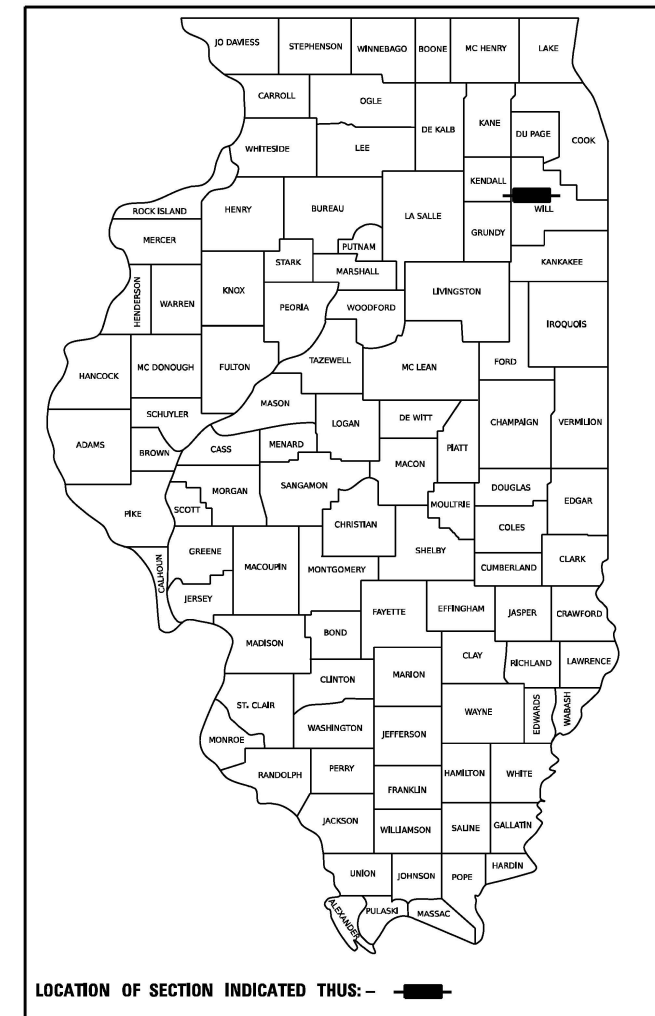 JO DAVIESS STEPHENSON WINNEBAGO BOONE MC HENRY LAKE
CARROLL OGLE DE KALB KANE DU PAGE COOK
WHITESIDE LEE
KENDALL
ROCK ISLAND HENRY BUREAU LA SALLE WILL
MERCER PUTNAM GRUNDY
STARK MARSHALL KANKAKEE
HENDERSON WARREN KNOX PEORIA WOODFORD LIVINGSTON
IROQUOIS
HANCOCK MC DONOUGH FULTON TAZEWELL MC LEAN FORD
SCHUYLER MASON LOGAN DE WITT CHAMPAIGN VERMILION
ADAMS BROWN CASS MENARD PIATT
MACON
MORGAN SANGAMON DOUGLAS
PIKE SCOTT CHRISTIAN MOULTRIE EDGAR
COLES
GREENE MACOUPIN MONTGOMERY SHELBY
CALHOUN CUMBERLAND CLARK
JERSEY FAYETTE EFFINGHAM JASPER CRAWFORD
MADISON BOND
CLAY RICHLAND LAWRENCE
CLINTON MARION
ST. CLAIR WAYNE EDWARDS WABASH
WASHINGTON JEFFERSON
MONROE
RANDOLPH PERRY HAMILTON WHITE
FRANKLIN
JACKSON WILLIAMSON SALINE GALLATIN
UNION JOHNSON POPE HARDIN
ALEXANDER PULASKI MASSAC
LOCATION OF SECTION INDICATED THUS: –